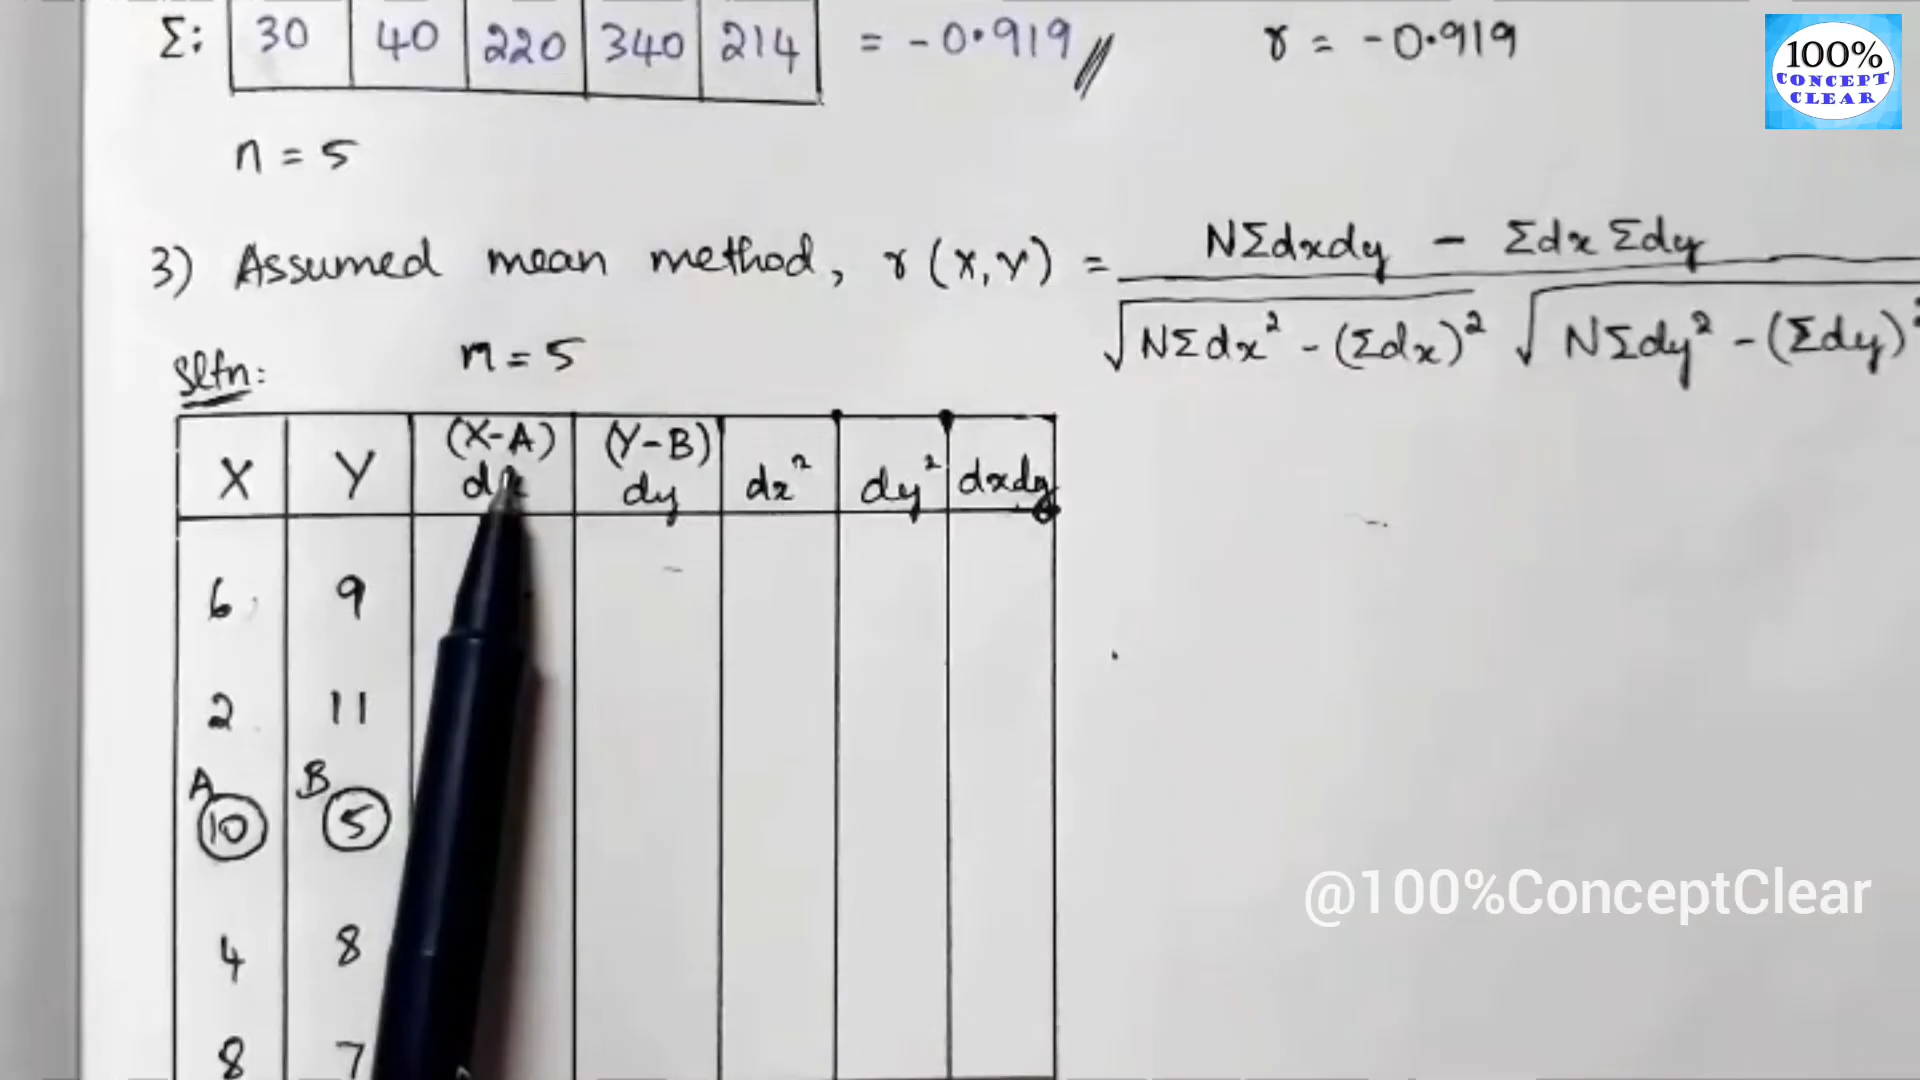 Σ: 30 40 220 340 214 = -0.919 // r = -0.919
100%
CONCEPT
CLEAR
n = 5
3) Assumed mean method, r (X,Y) = NΣdxdy - Σdx Σdy
√NΣdx² - (Σdx)² √NΣdy² - (Σdy)²
n = 5
Sltn:
(X-A) (Y-B)
X Y dx dy dx² dy² dxdy
6 9
2 11
A B
10 5
@100%ConceptClear
4 8
8 7